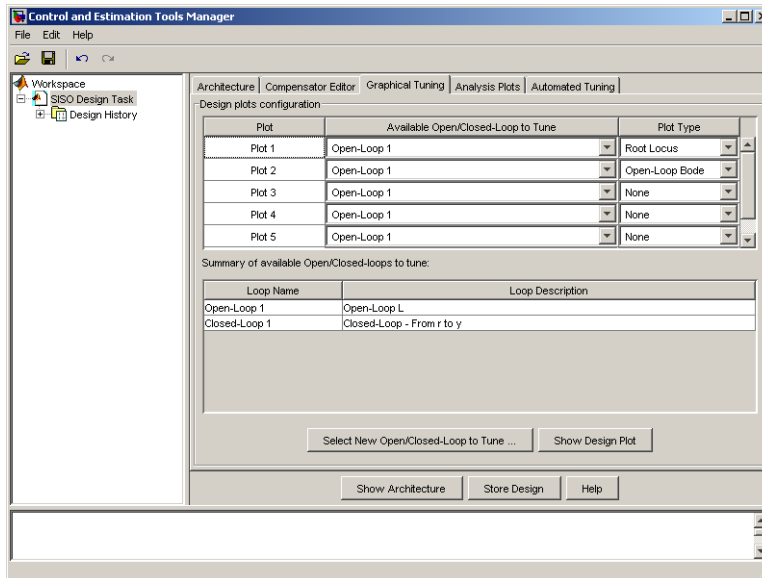 Control and Estimation Tools Manager
File Edit Help
Workspace
SISO Design Task
Design History
Architecture Compensator Editor Graphical Tuning Analysis Plots Automated Tuning
Design plots configuration
Plot Available Open/Closed-Loop to Tune Plot Type
Plot 1 Open-Loop 1 Root Locus
Plot 2 Open-Loop 1 Open-Loop Bode
Plot 3 Open-Loop 1 None
Plot 4 Open-Loop 1 None
Plot 5 Open-Loop 1 None
Summary of available Open/Closed-loops to tune:
Loop Name Loop Description
Open-Loop 1 Open-Loop L
Closed-Loop 1 Closed-Loop - From r to y
Select New Open/Closed-Loop to Tune ... Show Design Plot
Show Architecture Store Design Help